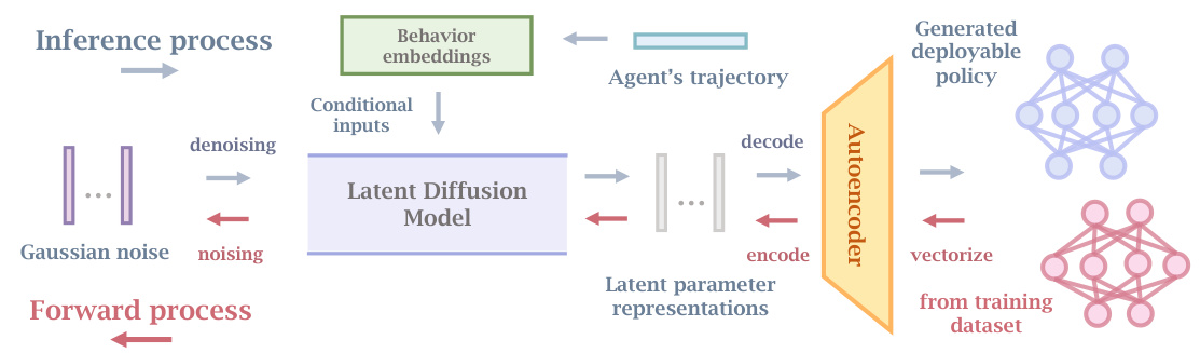 Inference process
Behavior
embeddings
Agent's trajectory
Generated
deployable
policy
Conditional
inputs
denoising
Gaussian noise
noising
Latent Diffusion
Model
...
...
decode
encode
Latent parameter
representations
Autoencoder
vectorize
from training
dataset
Forward process